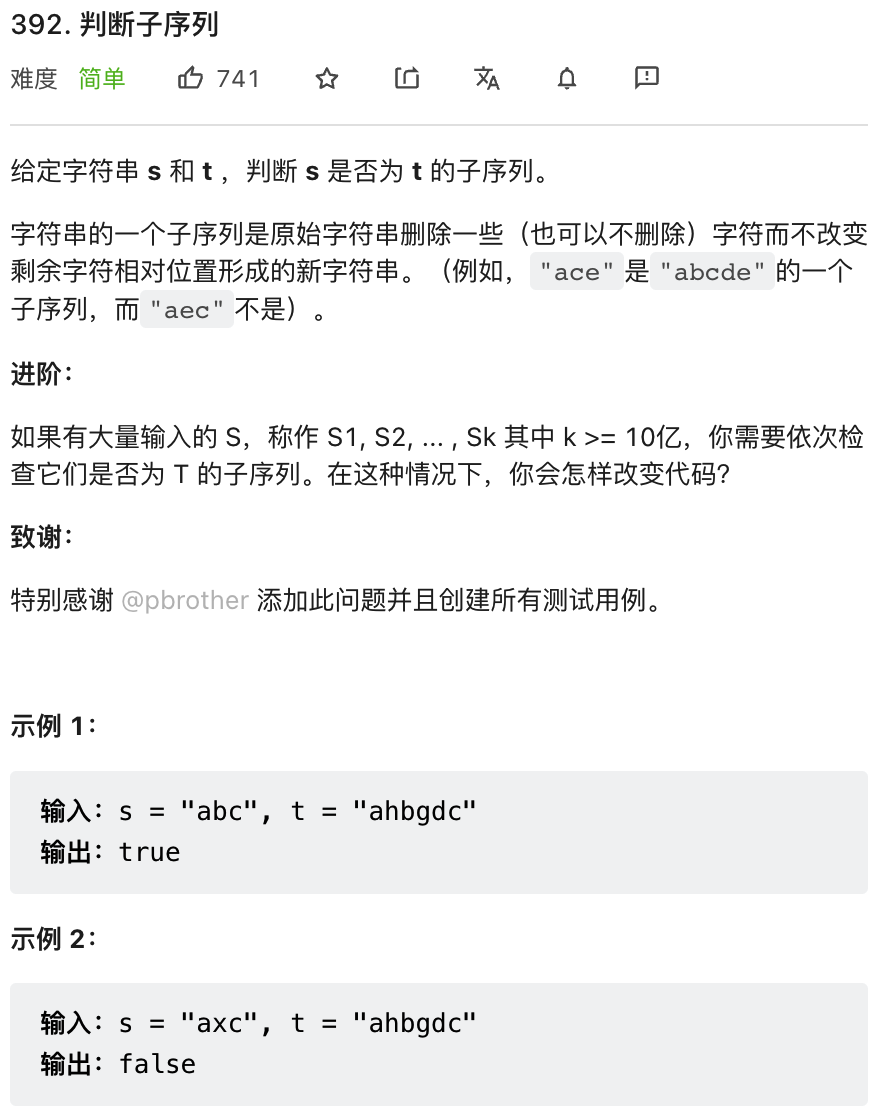 392. 判断子序列
难度 简单 741
给定字符串 s 和 t ，判断 s 是否为 t 的子序列。
字符串的一个子序列是原始字符串删除一些（也可以不删除）字符而不改变
剩余字符相对位置形成的新字符串。（例如，"ace"是"abcde"的一个
子序列，而"aec"不是）。
进阶：
如果有大量输入的 S，称作 S1, S2, ... , Sk 其中 k >= 10亿，你需要依次检
查它们是否为 T 的子序列。在这种情况下，你会怎样改变代码?
致谢：
特别感谢 @pbrother 添加此问题并且创建所有测试用例。
示例 1：
输入：s = "abc", t = "ahbgdc"
输出：true
示例 2：
输入：s = "axc", t = "ahbgdc"
输出：false